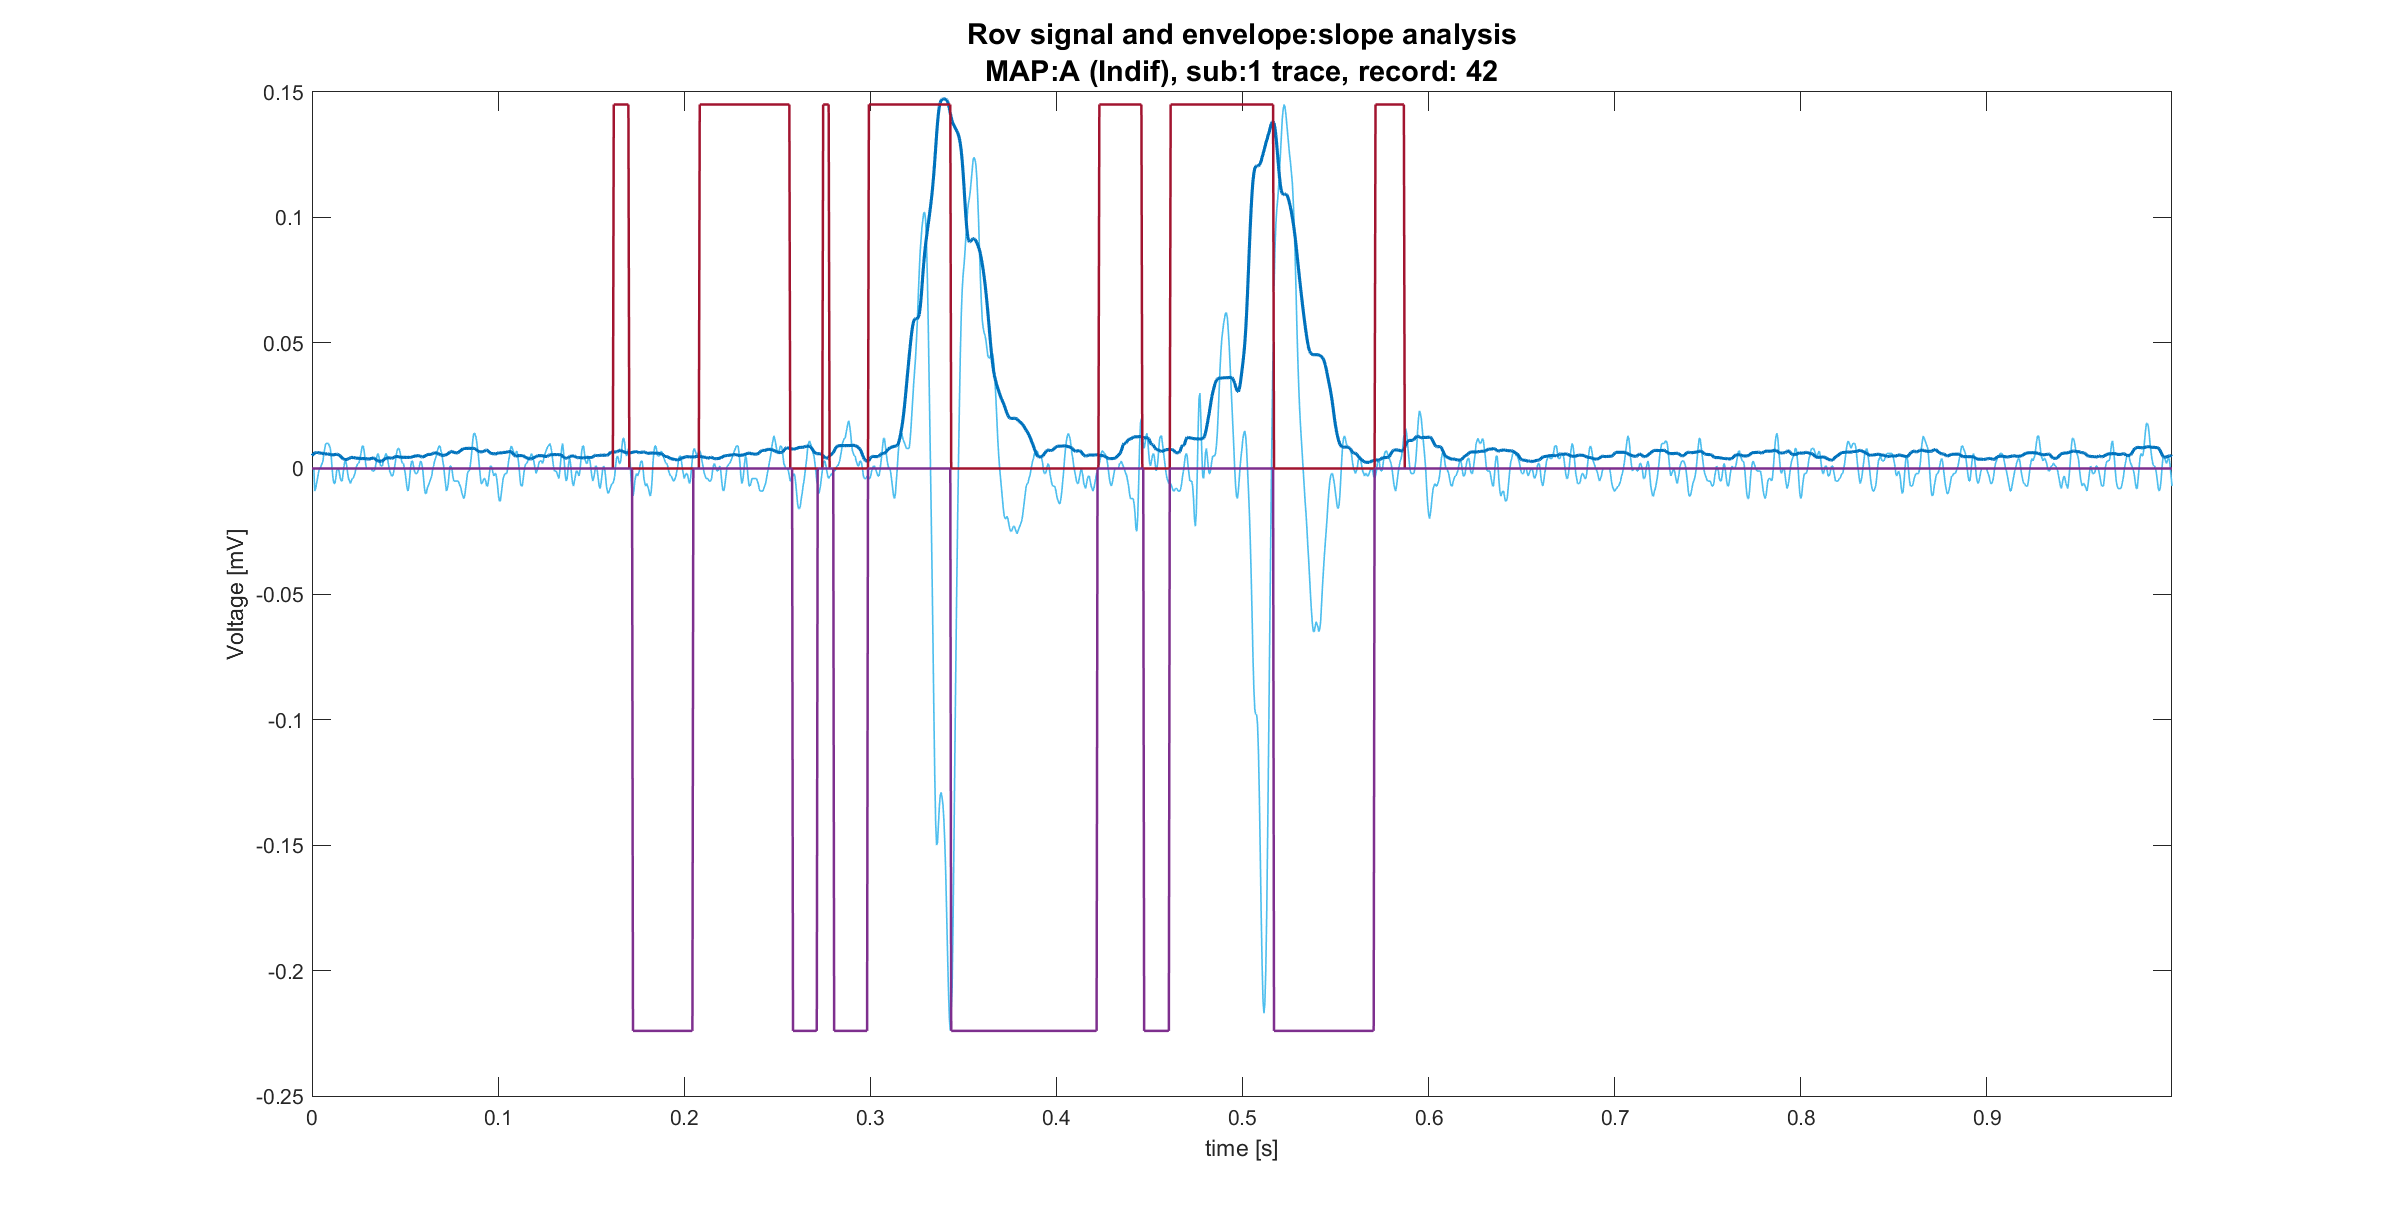 Rov signal and envelope:slope analysis
MAP:A (Indif), sub:1 trace, record: 42
0.15
0.1
0.05
0
-0.05
-0.1
-0.15
-0.2
-0.25
Voltage [mV]
0 0.1 0.2 0.3 0.4 0.5 0.6 0.7 0.8 0.9
time [s]